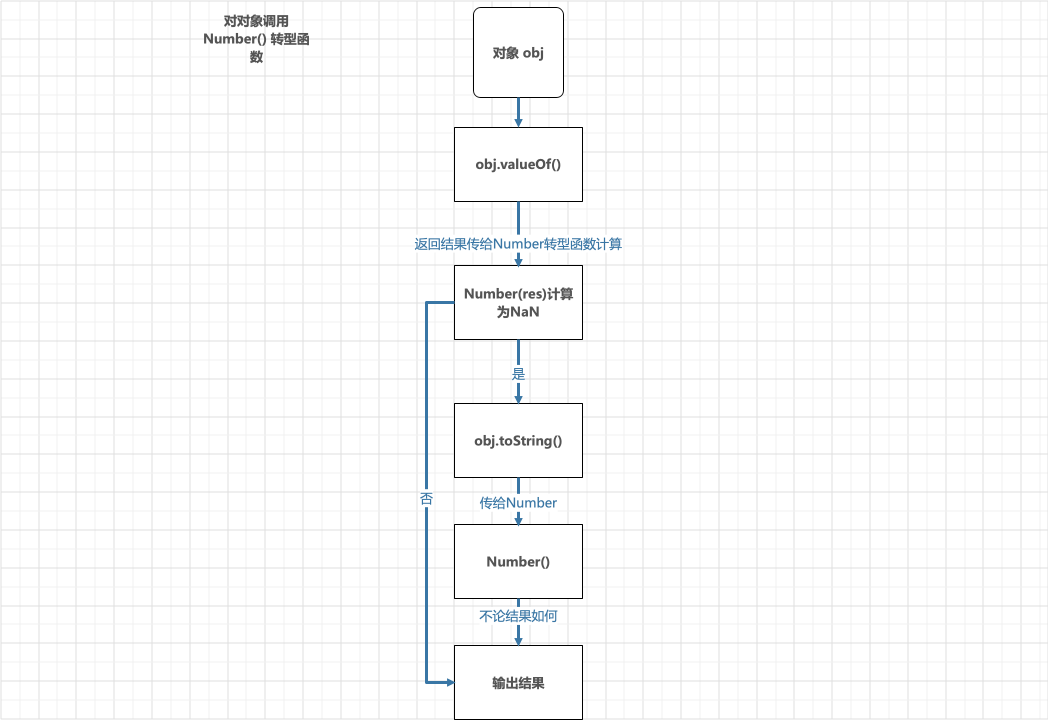 对对象调用
Number() 转型函
数
对象 obj
obj.valueOf()
返回结果传给Number转型函数计算
Number(res)计算
为NaN
是
obj.toString()
否
传给Number
Number()
不论结果如何
输出结果